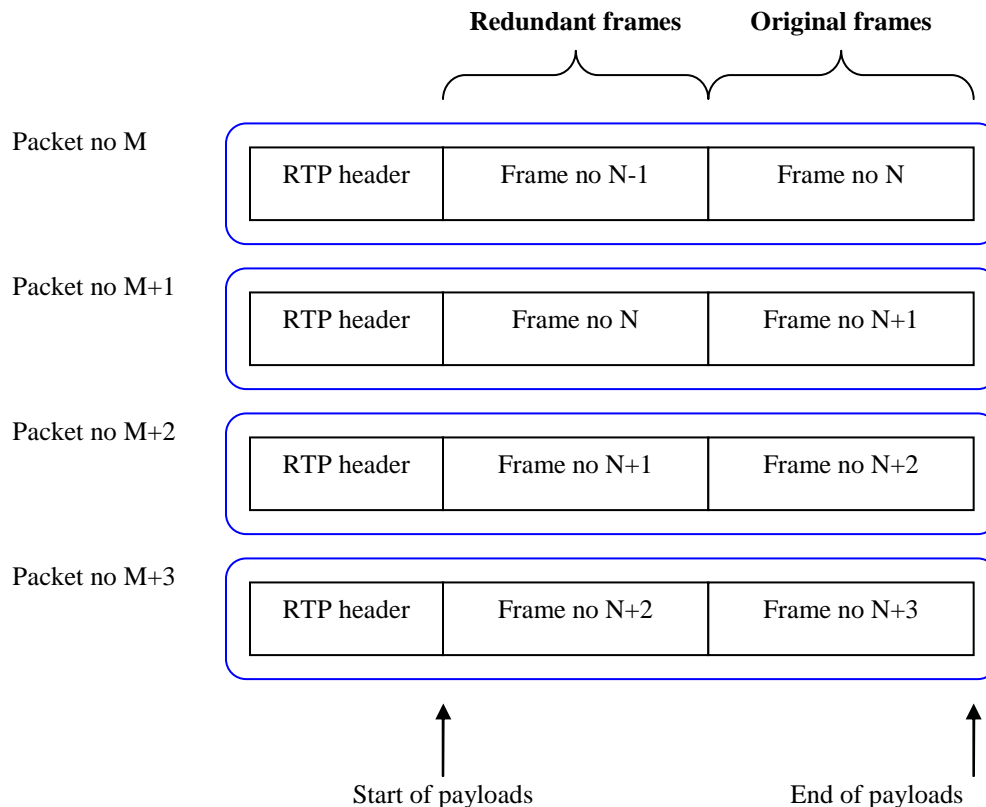 Redundant frames Original frames
Packet no M
RTP header Frame no N-1 Frame no N
Packet no M+1
RTP header Frame no N Frame no N+1
Packet no M+2
RTP header Frame no N+1 Frame no N+2
Packet no M+3
RTP header Frame no N+2 Frame no N+3
Start of payloads End of payloads